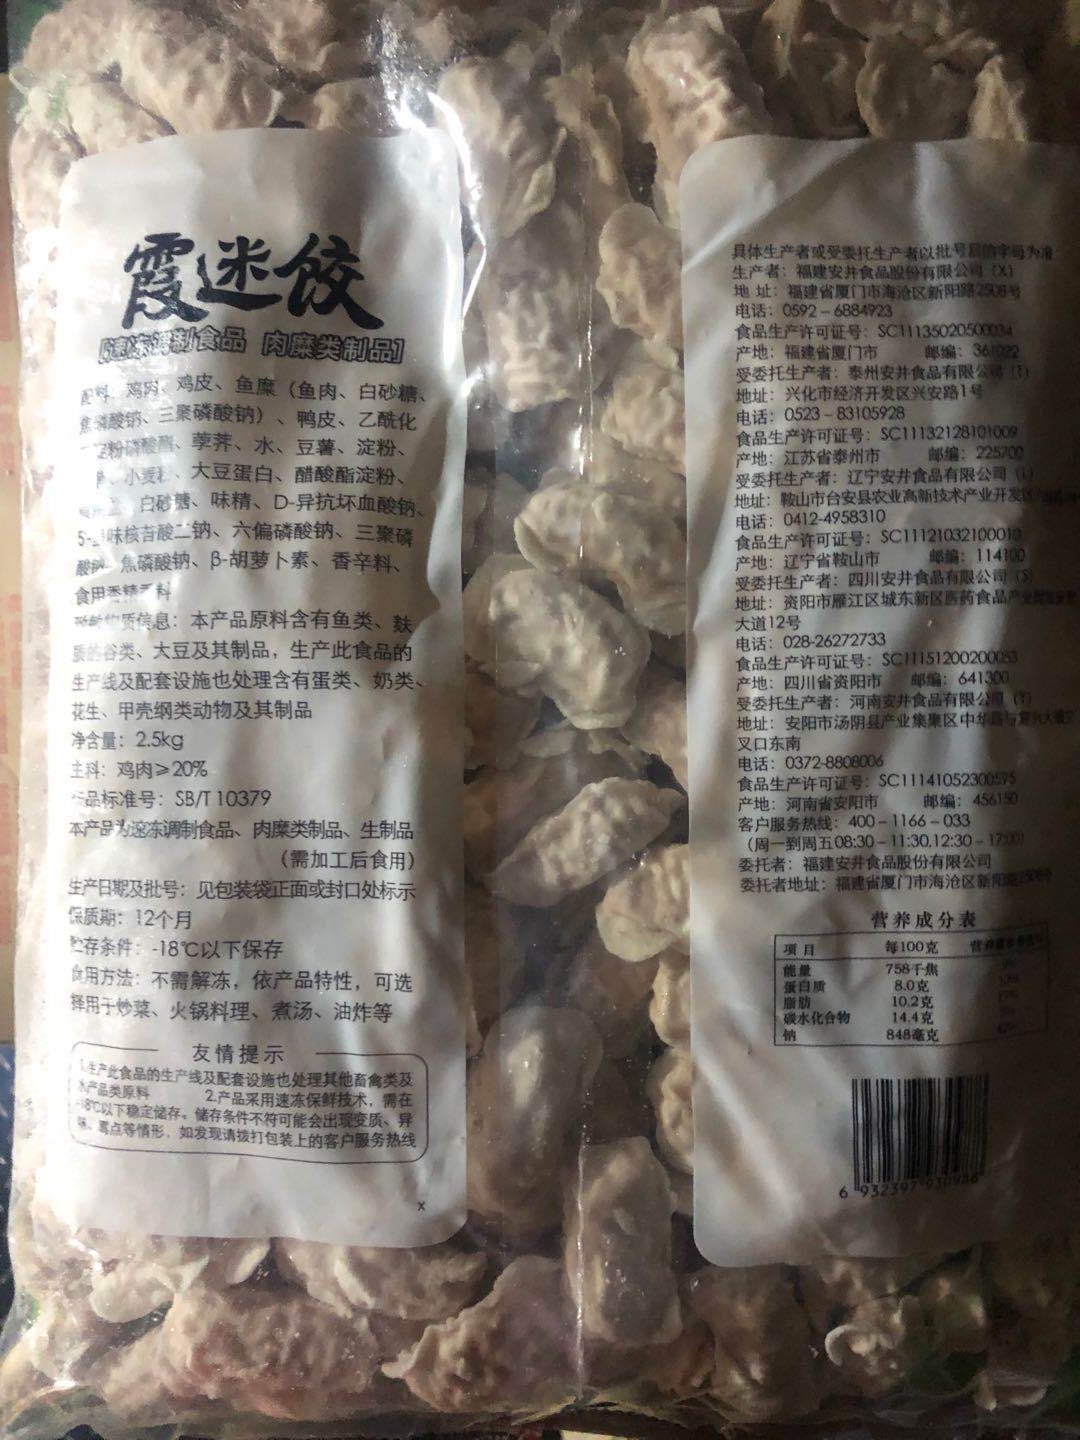 霞迷饺
[速冻调制食品 肉糜类制品]
配料：鸡肉、鸡皮、鱼糜（鱼肉、白砂糖、
焦磷酸钠、三聚磷酸钠）、鸭皮、乙酰化
淀粉磷酸酯、荸荠、水、豆薯、淀粉、
小麦粉、大豆蛋白、醋酸酯淀粉、
白砂糖、味精、D-异抗坏血酸钠、
5-呈味核苷酸二钠、六偏磷酸钠、三聚磷
酸钠、焦磷酸钠、β-胡萝卜素、香辛料、
食用香精香料
致敏物质信息：本产品原料含有鱼类、麸
质的谷类、大豆及其制品，生产此食品的
生产线及配套设施也处理含有蛋类、奶类、
花生、甲壳纲类动物及其制品
净含量：2.5kg
主料：鸡肉≥20%
产品标准号：SB/T 10379
本产品为速冻调制食品、肉糜类制品、生制品
（需加工后食用）
生产日期及批号：见包装袋正面或封口处标示
保质期：12个月
贮存条件：-18℃以下保存
食用方法：不需解冻，依产品特性，可选
择用于炒菜、火锅料理、煮汤、油炸等
友情提示
1.生产此食品的生产线及配套设施也处理其他畜禽类及
水产品类原料 2.产品采用速冻保鲜技术，需在
-18℃以下稳定储存。储存条件不符可能会出现变质、异
味、霉点等情形，如发现请拨打包装上的客户服务热线
x
具体生产者或受委托生产者以批号后的字母为准
生产者：福建安井食品股份有限公司（X）
地 址：福建省厦门市海沧区新阳路2508号
电话：0592－6884923
食品生产许可证号：SC11135020500034
产地：福建省厦门市 邮编：361022
受委托生产者：泰州安井食品有限公司（T）
地址：兴化市经济开发区兴安路1号
电话：0523－83105928
食品生产许可证号：SC11132128101009
产地：江苏省泰州市 邮编：225700
受委托生产者：辽宁安井食品有限公司（L）
地址：鞍山市台安县农业高新技术产业开发区
电话：0412-4958310
食品生产许可证号：SC11121032100010
产地：辽宁省鞍山市 邮编：114100
受委托生产者：四川安井食品有限公司（S）
地址：资阳市雁江区城东新区医药食品产业园
大道12号
电话：028-26272733
食品生产许可证号：SC11151200200053
产地：四川省资阳市 邮编：641300
受委托生产者：河南安井食品有限公司（Y）
地址：安阳市汤阴县产业集集区中华路与复兴大道交
叉口东南
电话：0372-8808006
食品生产许可证号：SC11141052300595
产地：河南省安阳市 邮编：456150
客户服务热线：400－1166－033
（周一到周五08:30－11:30,12:30－17:00）
委托者：福建安井食品股份有限公司
委托者地址：福建省厦门市海沧区新阳路2508号
营养成分表
项目 每100克 营养素参考值%
能量 758千焦 9%
蛋白质 8.0克
脂肪 10.2克 17%
碳水化合物 14.4克 5%
钠 848毫克 42%
6 932397 930986